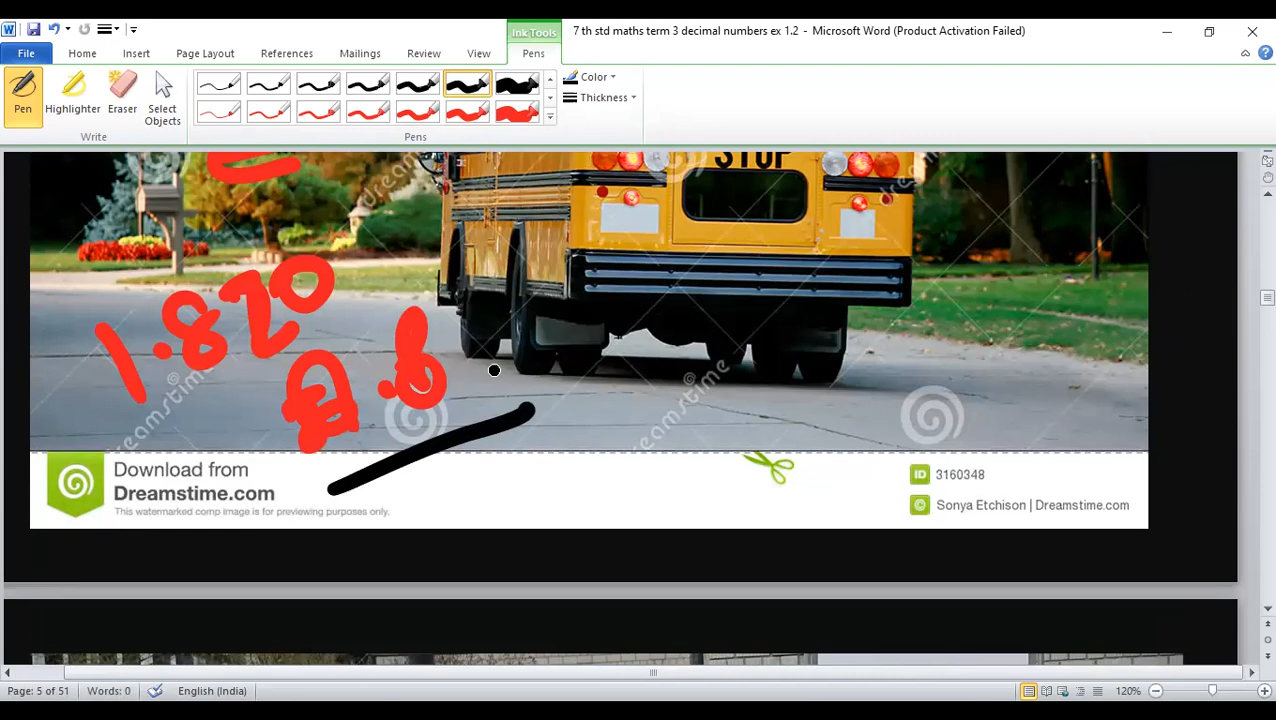 Ink Tools
7 th std maths term 3 decimal numbers ex 1.2 - Microsoft Word (Product Activation Failed)
File Home Insert Page Layout References Mailings Review View Pens
Pen Highlighter Eraser Select Objects
Color
Thickness
Write Pens
STOP
dreamstime
1.820
.6
dreamstime
Download from
Dreamstime.com
This watermarked comp image is for previewing purposes only.
ID 3160348
© Sonya Etchison | Dreamstime.com
Page: 5 of 51 Words: 0 English (India) 120%